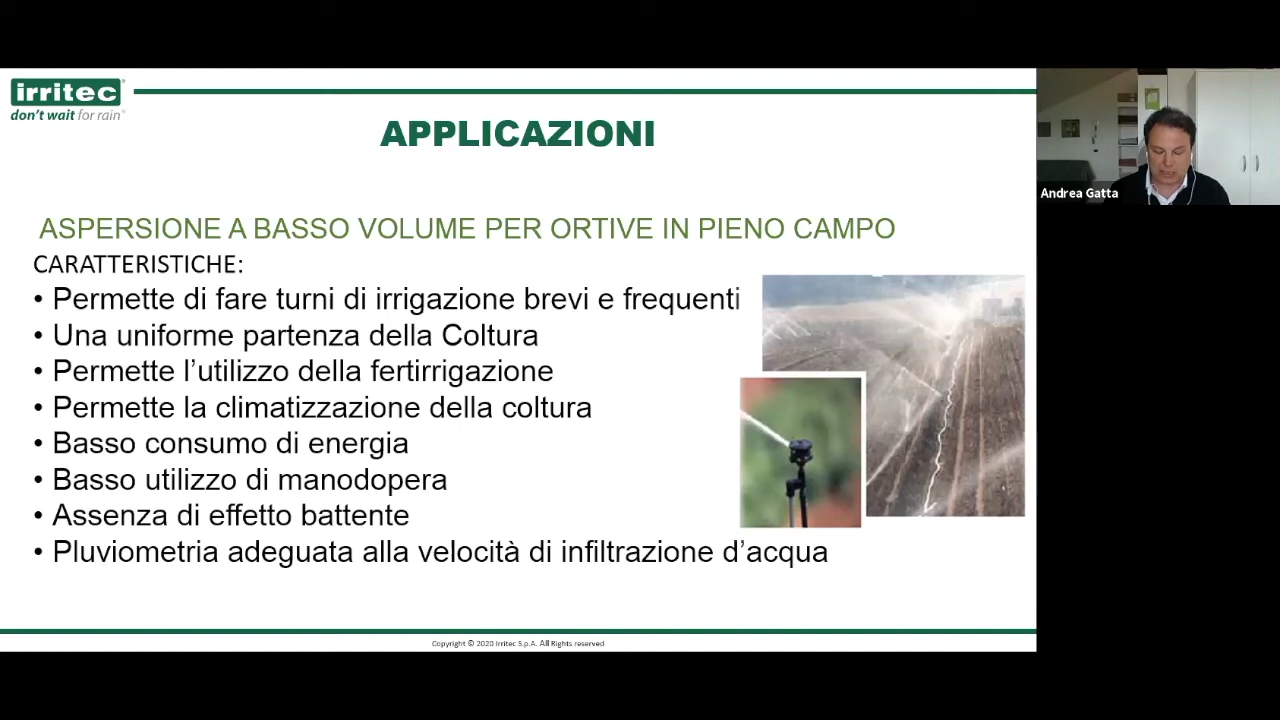 irritec
don't wait for rain®
APPLICAZIONI
Andrea Gatta
ASPERSIONE A BASSO VOLUME PER ORTIVE IN PIENO CAMPO
CARATTERISTICHE:
• Permette di fare turni di irrigazione brevi e frequenti
• Una uniforme partenza della Coltura
• Permette l’utilizzo della fertirrigazione
• Permette la climatizzazione della coltura
• Basso consumo di energia
• Basso utilizzo di manodopera
• Assenza di effetto battente
• Pluviometria adeguata alla velocità di infiltrazione d’acqua
Copyright © 2020 Irritec S.p.A. All Rights reserved